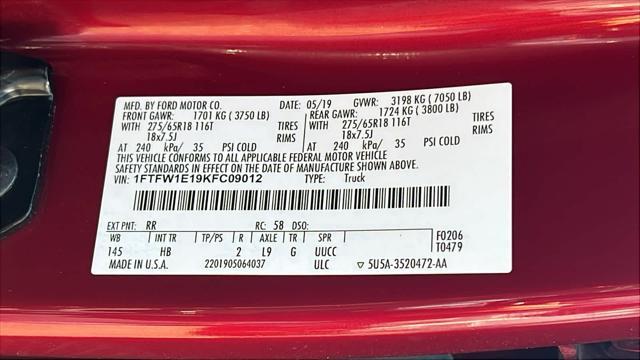 MFD. BY FORD MOTOR CO. DATE: 05/19 GVWR: 3198 KG ( 7050 LB)
FRONT GAWR: 1701 KG ( 3750 LB) REAR GAWR: 1724 KG ( 3800 LB)
WITH 275/65R18 116T TIRES WITH 275/65R18 116T TIRES
18x7.5J RIMS 18x7.5J RIMS
AT 240 kPa/ 35 PSI COLD AT 240 kPa/ 35 PSI COLD
THIS VEHICLE CONFORMS TO ALL APPLICABLE FEDERAL MOTOR VEHICLE
SAFETY STANDARDS IN EFFECT ON THE DATE OF MANUFACTURE SHOWN ABOVE.
VIN: 1FTFW1E19KFC09012 TYPE: Truck
EXT PNT: RR RC: 58 DSO: F0206
WB INT TR TP/PS R AXLE TR SPR T0479
145 HB 2 L9 G UUCC
MADE IN U.S.A. 2201905064037 ULC ▽ 5U5A-3520472-AA